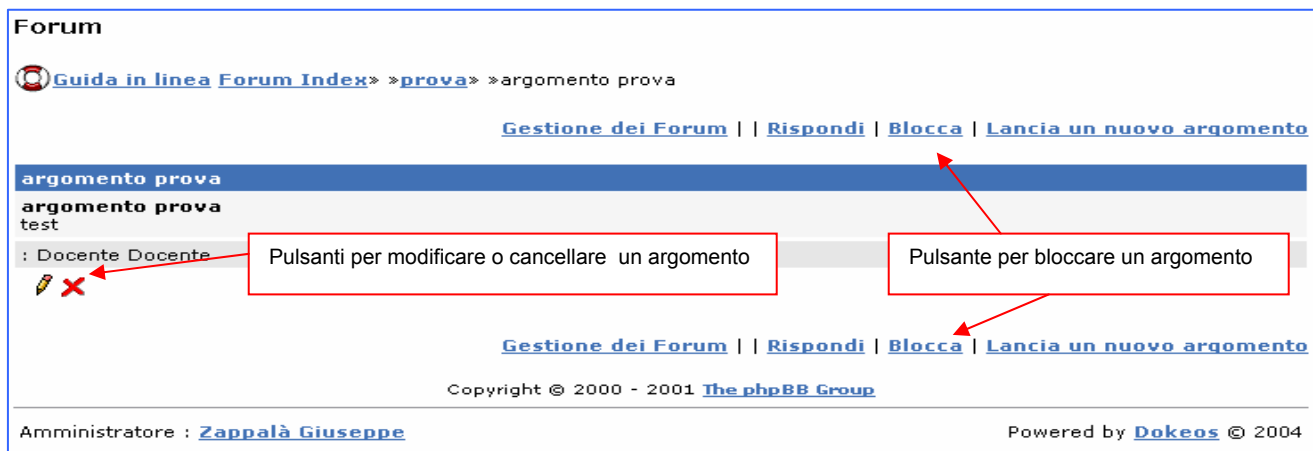 Forum
Guida in linea Forum Index» »prova» »argomento prova
Gestione dei Forum | | Rispondi | Blocca | Lancia un nuovo argomento
argomento prova
argomento prova
test
: Docente Docente
Pulsanti per modificare o cancellare un argomento
Pulsante per bloccare un argomento
Gestione dei Forum | | Rispondi | Blocca | Lancia un nuovo argomento
Copyright © 2000 - 2001 The phpBB Group
Amministratore : Zappalà Giuseppe
Powered by Dokeos © 2004